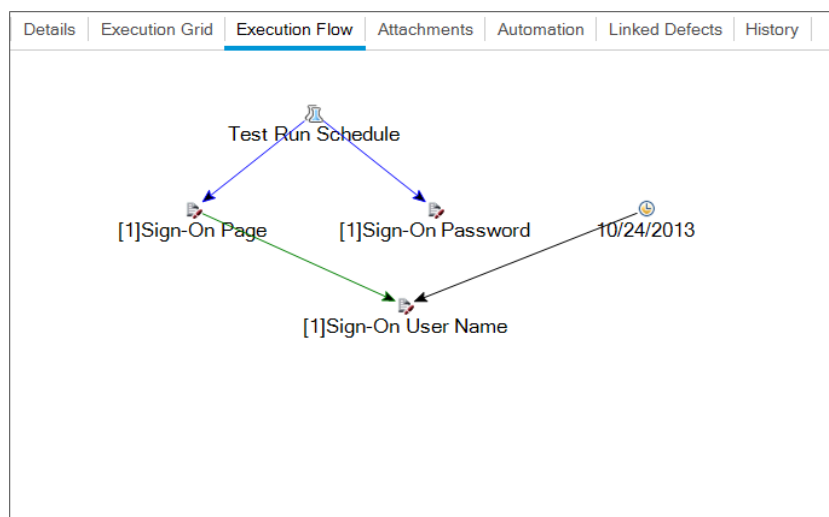 Details Execution Grid Execution Flow Attachments Automation Linked Defects History
Test Run Schedule
[1]Sign-On Page [1]Sign-On Password 10/24/2013
[1]Sign-On User Name